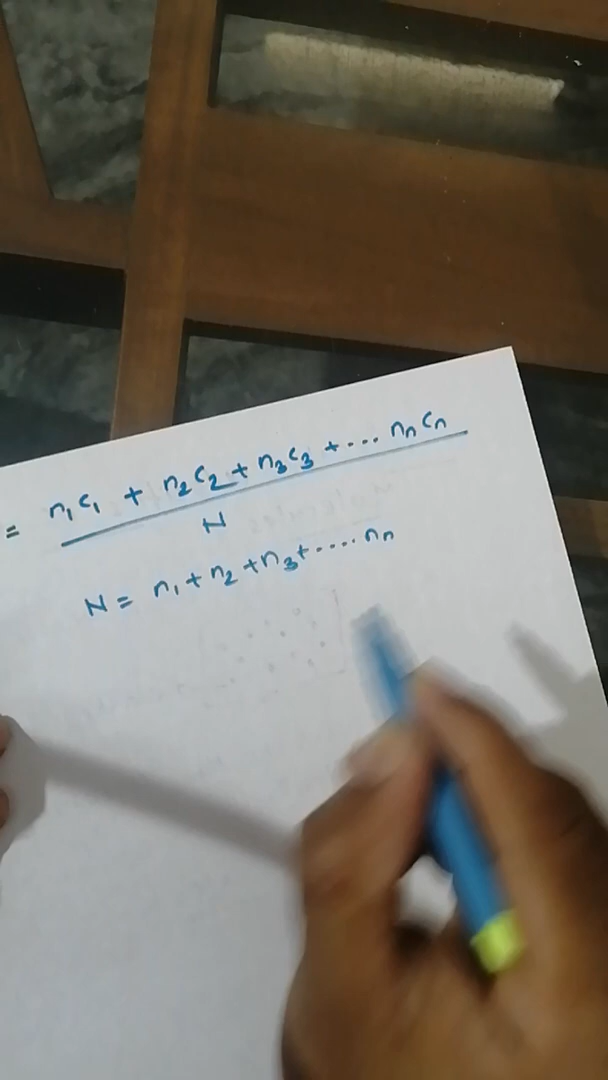 = n₁c₁ + n₂c₂ + n₃c₃ + .... nₙcₙ
N
N = n₁ + n₂ + n₃ + ..... nₙ